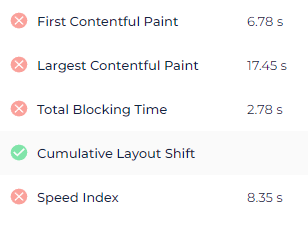 First Contentful Paint 6.78 s
Largest Contentful Paint 17.45 s
Total Blocking Time 2.78 s
Cumulative Layout Shift
Speed Index 8.35 s